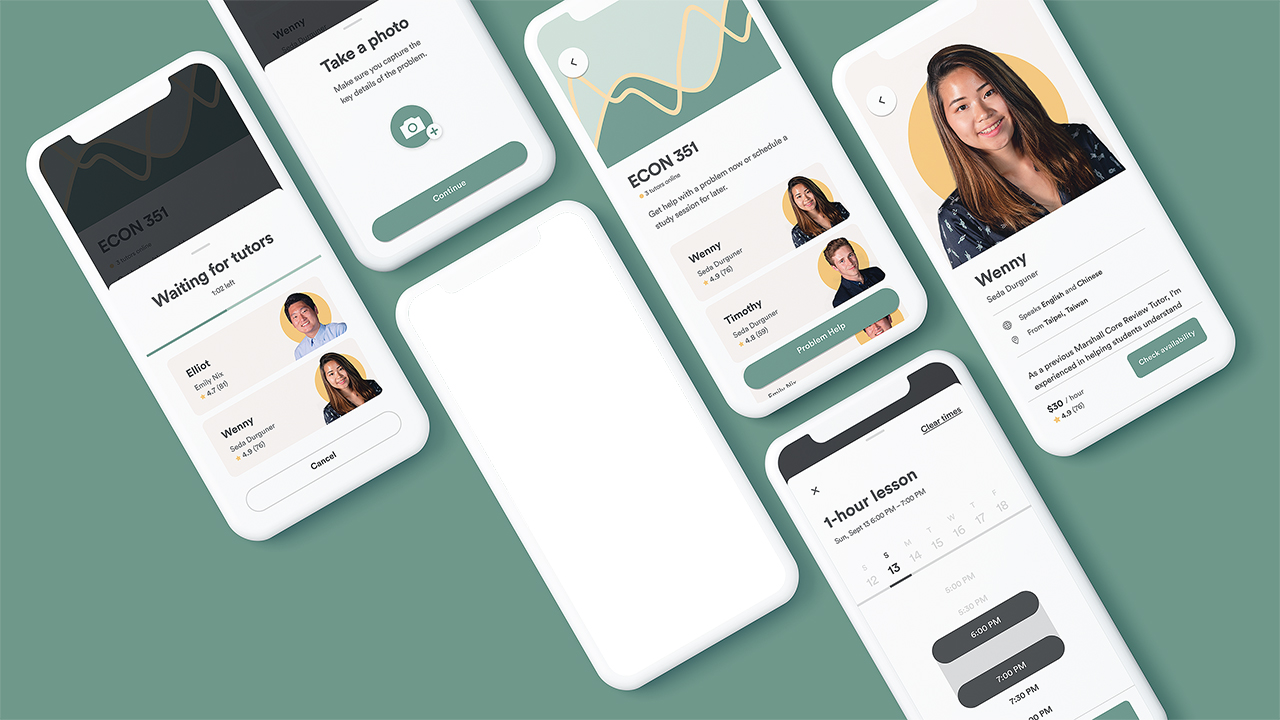 ECON 351
3 tutors online
Waiting for tutors
1:02 left
Elliot
Emily Nix
4.7 (81)
Wenny
Seda Durguner
4.9 (76)
Cancel
Wenny
Seda Durguner
Take a photo
Make sure you capture the
key details of the problem.
Continue
ECON 351
3 tutors online
Get help with a problem now or schedule a
study session for later.
Wenny
Seda Durguner
4.9 (76)
Timothy
Seda Durguner
4.8 (59)
Problem Help
Emily Nix
Wenny
Seda Durguner
Speaks English and Chinese
From Taipei, Taiwan
As a previous Marshall Core Review Tutor, I'm
experienced in helping students understand
$30 / hour
4.9 (76)
Check availability
Clear times
1-hour lesson
Sun, Sept 13 6:00 PM – 7:00 PM
S S M T W T F
12 13 14 15 16 17 18
5:00 PM
5:30 PM
6:00 PM
7:00 PM
7:30 PM